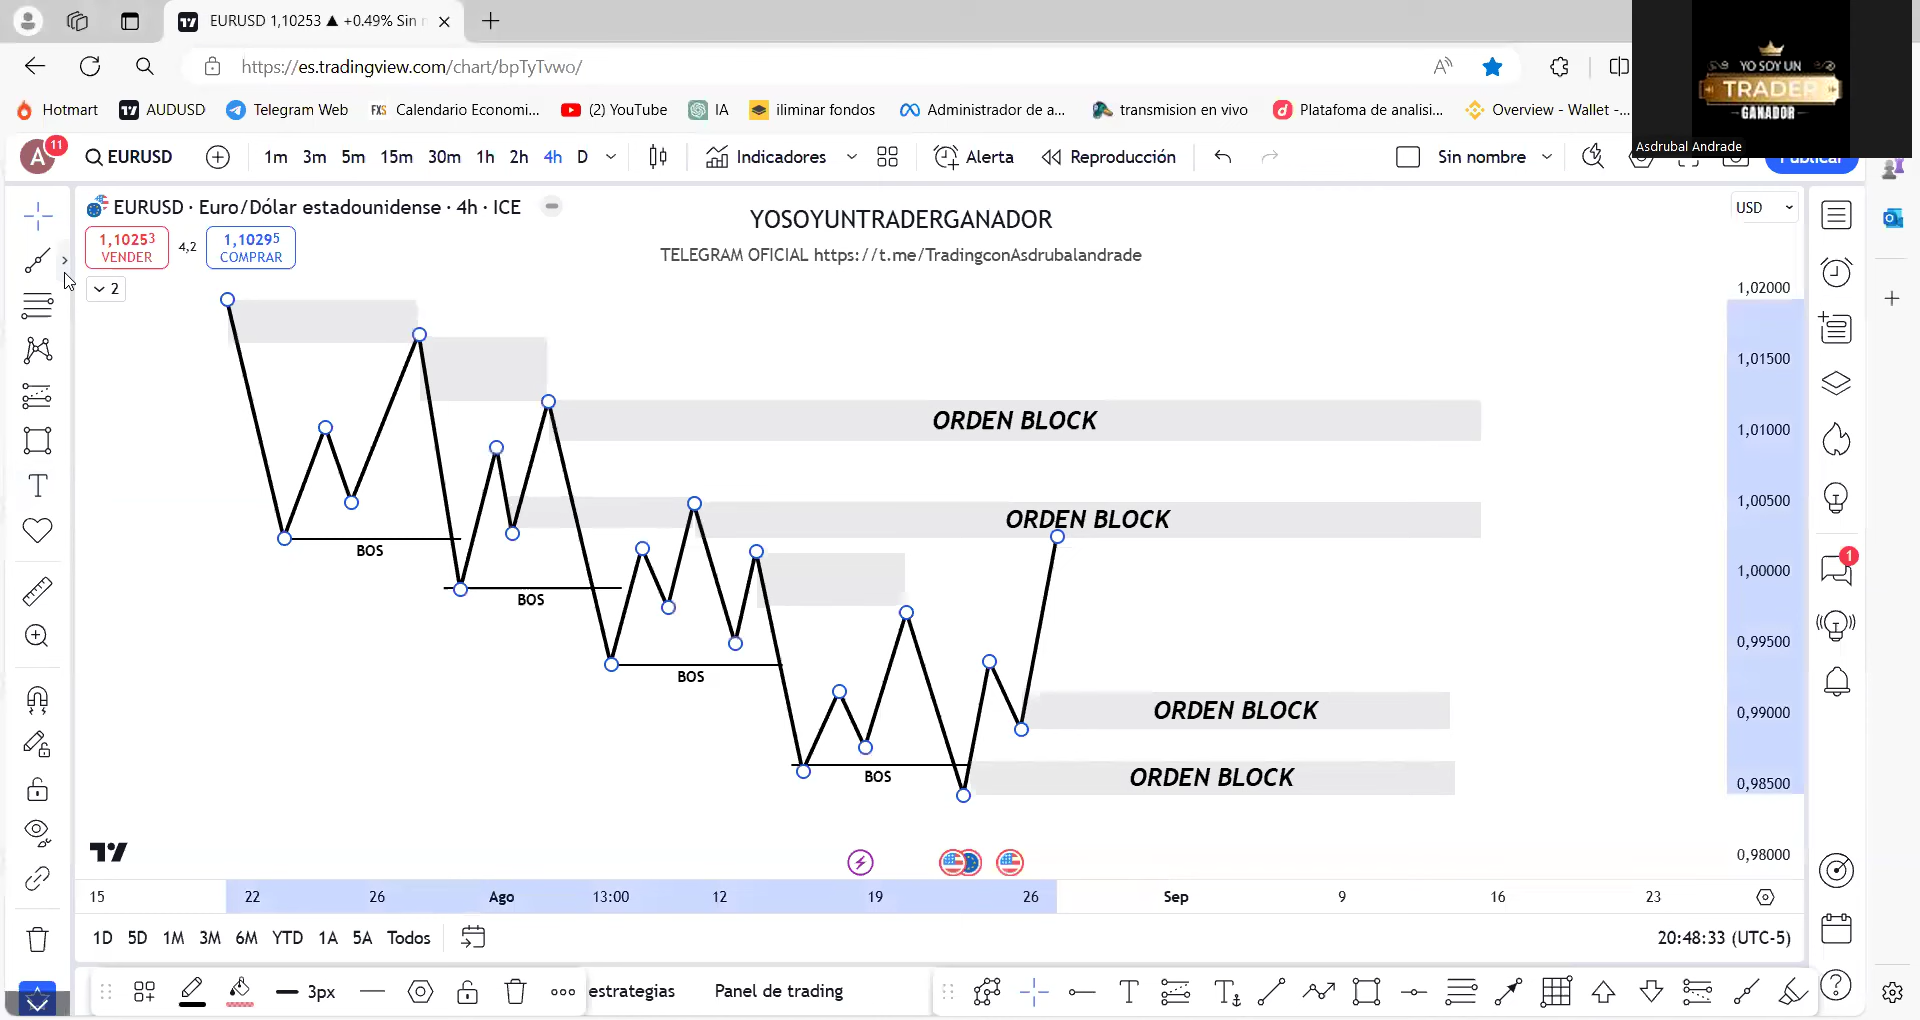 EURUSD 1,10253 ▲ +0.49% Sin
https://es.tradingview.com/chart/bpTyTvwo/
Hotmart AUDUSD Telegram Web FXS Calendario Economi... (2) YouTube IA iliminar fondos Administrador de a... transmision en vivo Platafoma de analisi... Overview - Wallet -...
YO SOY UN
TRADER
GANADOR
Asdrubal Andrade
A 11 EURUSD 1m 3m 5m 15m 30m 1h 2h 4h D Indicadores Alerta Reproducción Sin nombre Publicar
EURUSD · Euro/Dólar estadounidense · 4h · ICE
YOSOYUNTRADERGANADOR
USD
1,10253 4,2 1,10295
VENDER COMPRAR
TELEGRAM OFICIAL https://t.me/TradingconAsdrubalandrade
2
1,02000
1,01500
ORDEN BLOCK
1,01000
1,00500
ORDEN BLOCK
BOS
1
1,00000
BOS
0,99500
BOS
ORDEN BLOCK
0,99000
BOS
ORDEN BLOCK
0,98500
0,98000
15 22 26 Ago 13:00 12 19 26 Sep 9 16 23
1D 5D 1M 3M 6M YTD 1A 5A Todos
20:48:33 (UTC-5)
3px estrategias Panel de trading